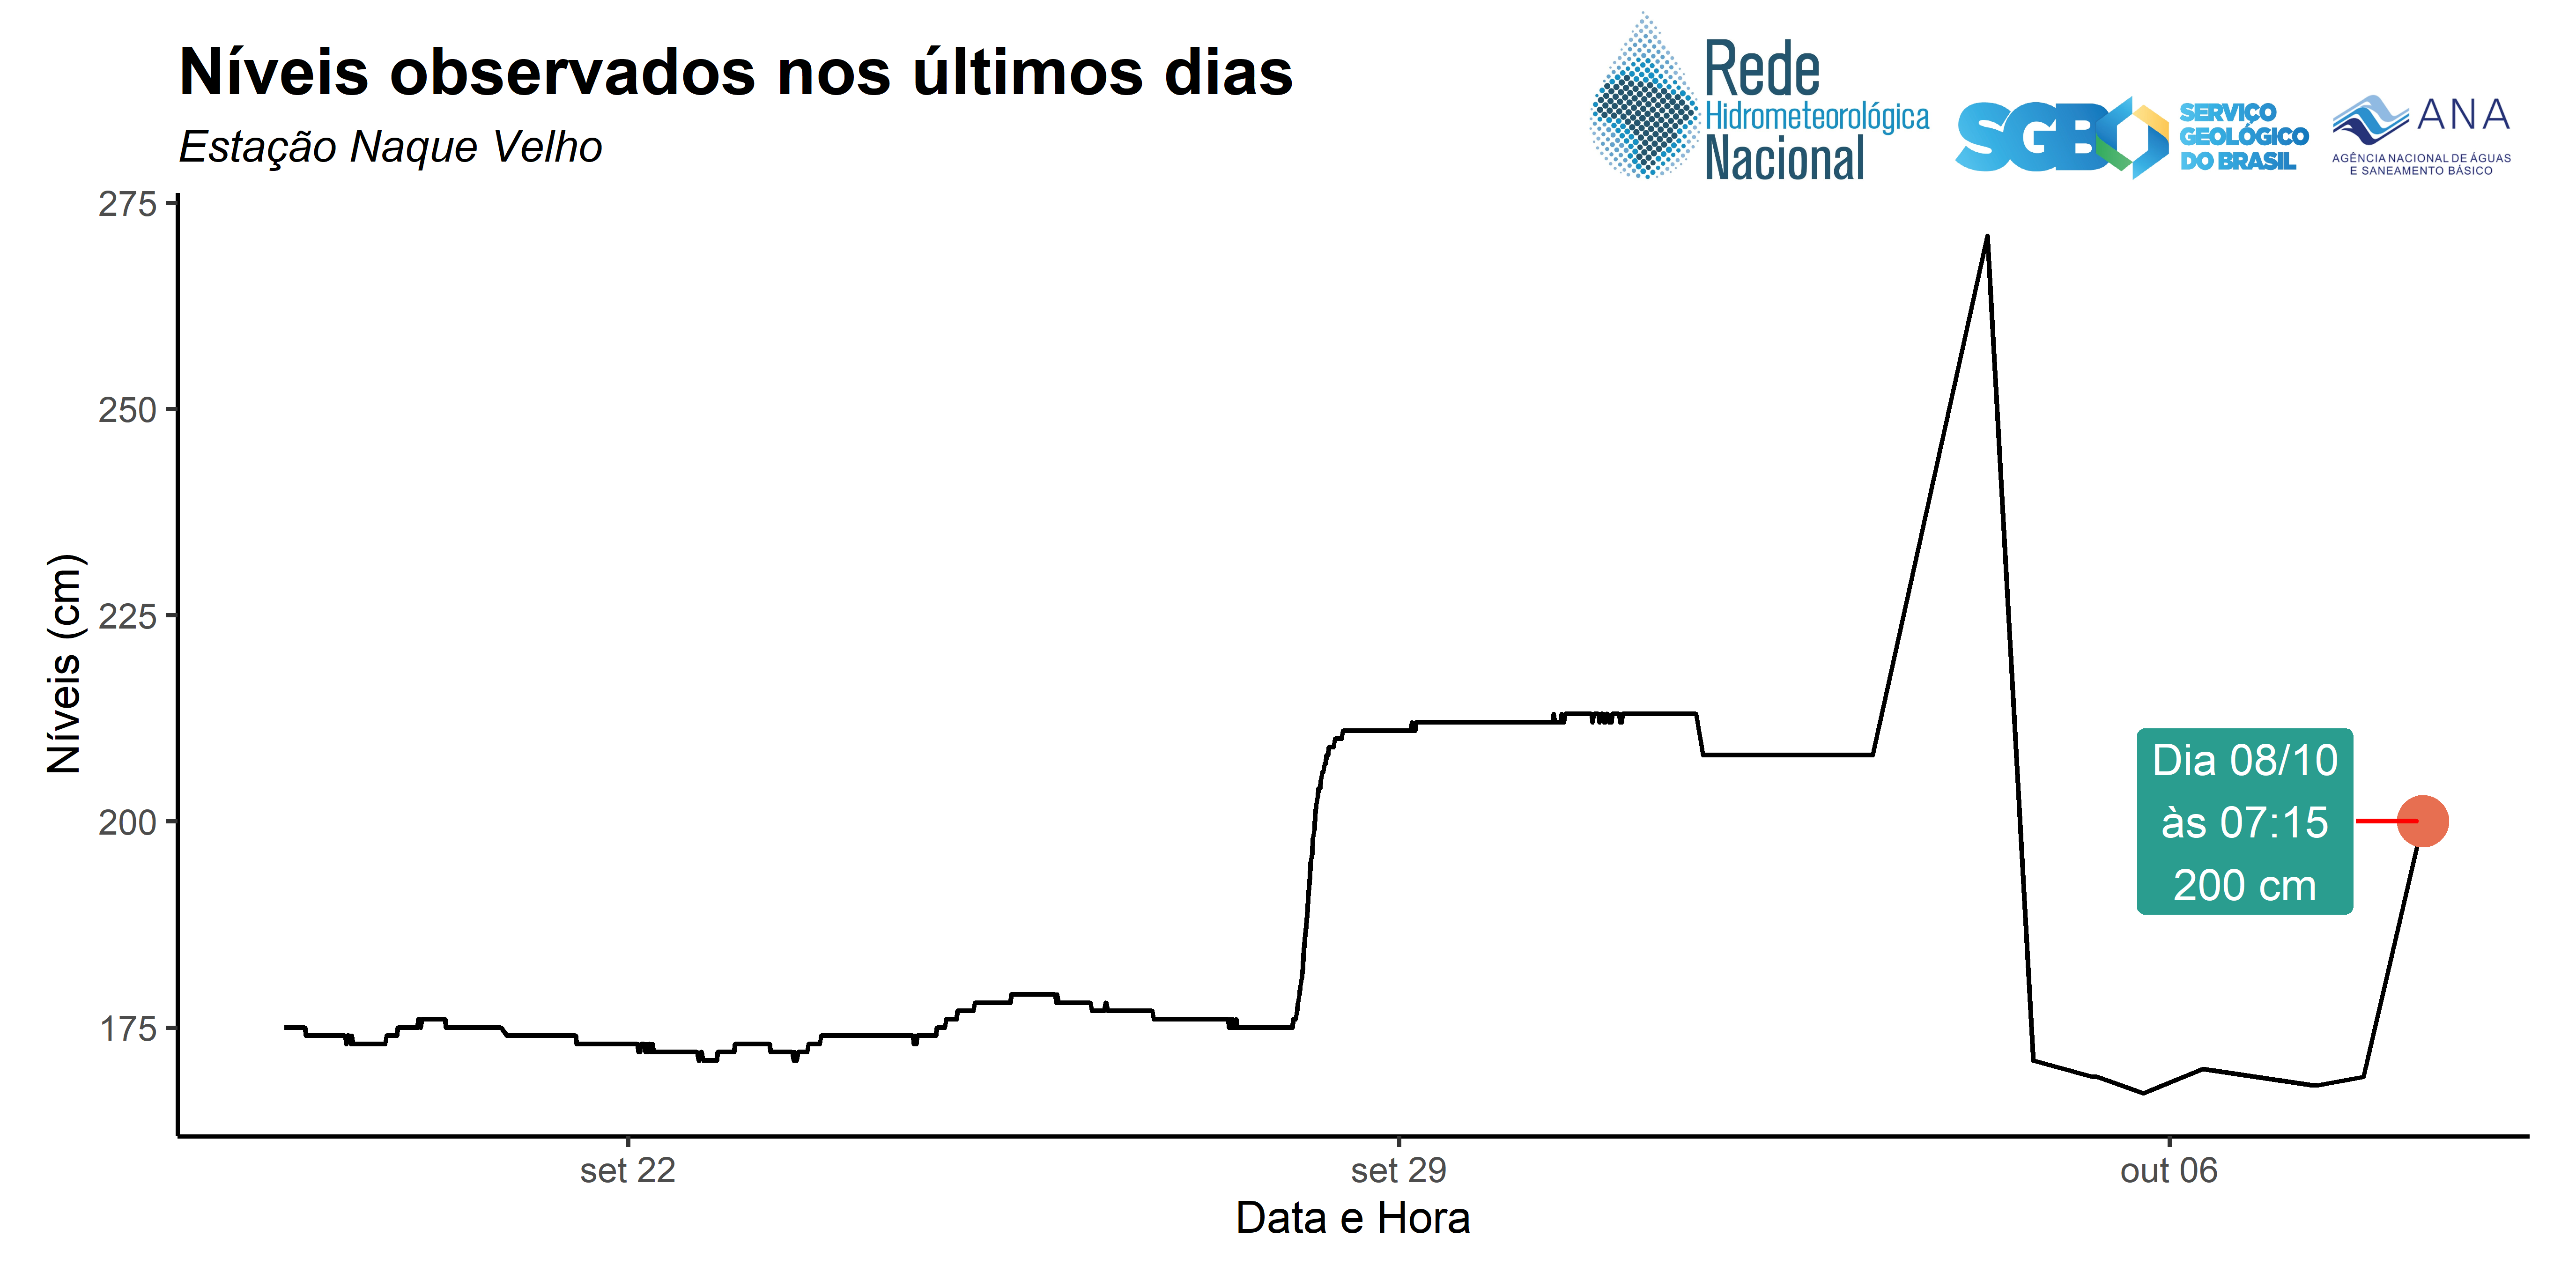 Níveis observados nos últimos dias
Estação Naque Velho
Rede
Hidrometeorológica
Nacional
SGB
SERVIÇO
GEOLÓGICO
DO BRASIL
ANA
AGÊNCIA NACIONAL DE ÁGUAS
E SANEAMENTO BÁSICO
Níveis (cm)
275
250
225
200
175
Dia 08/10
às 07:15
200 cm
set 22
set 29
out 06
Data e Hora